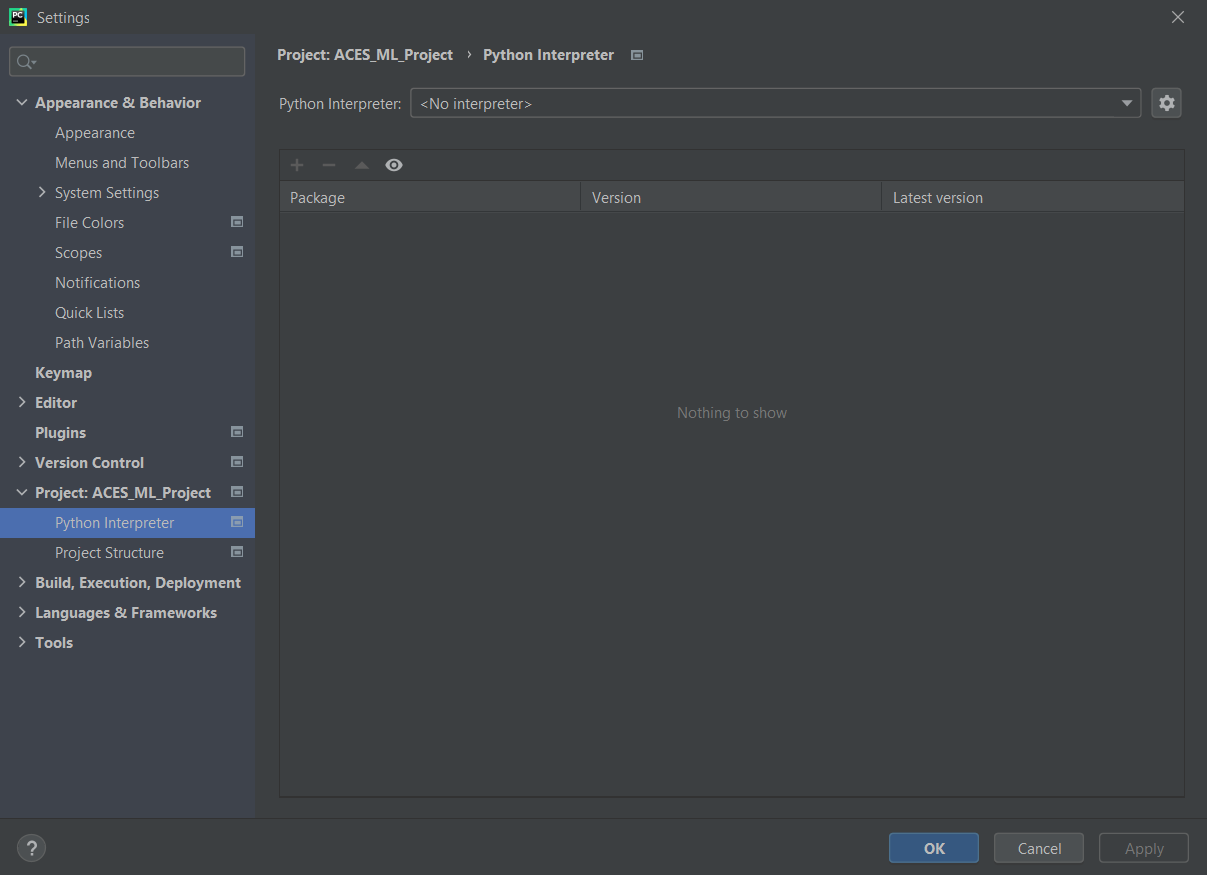 PC
Settings
Project: ACES_ML_Project › Python Interpreter
Python Interpreter: <No interpreter>
Appearance & Behavior
Appearance
Menus and Toolbars
System Settings
File Colors
Scopes
Notifications
Quick Lists
Path Variables
Keymap
Editor
Plugins
Version Control
Project: ACES_ML_Project
Python Interpreter
Project Structure
Build, Execution, Deployment
Languages & Frameworks
Tools
Package Version Latest version
Nothing to show
?
OK Cancel Apply